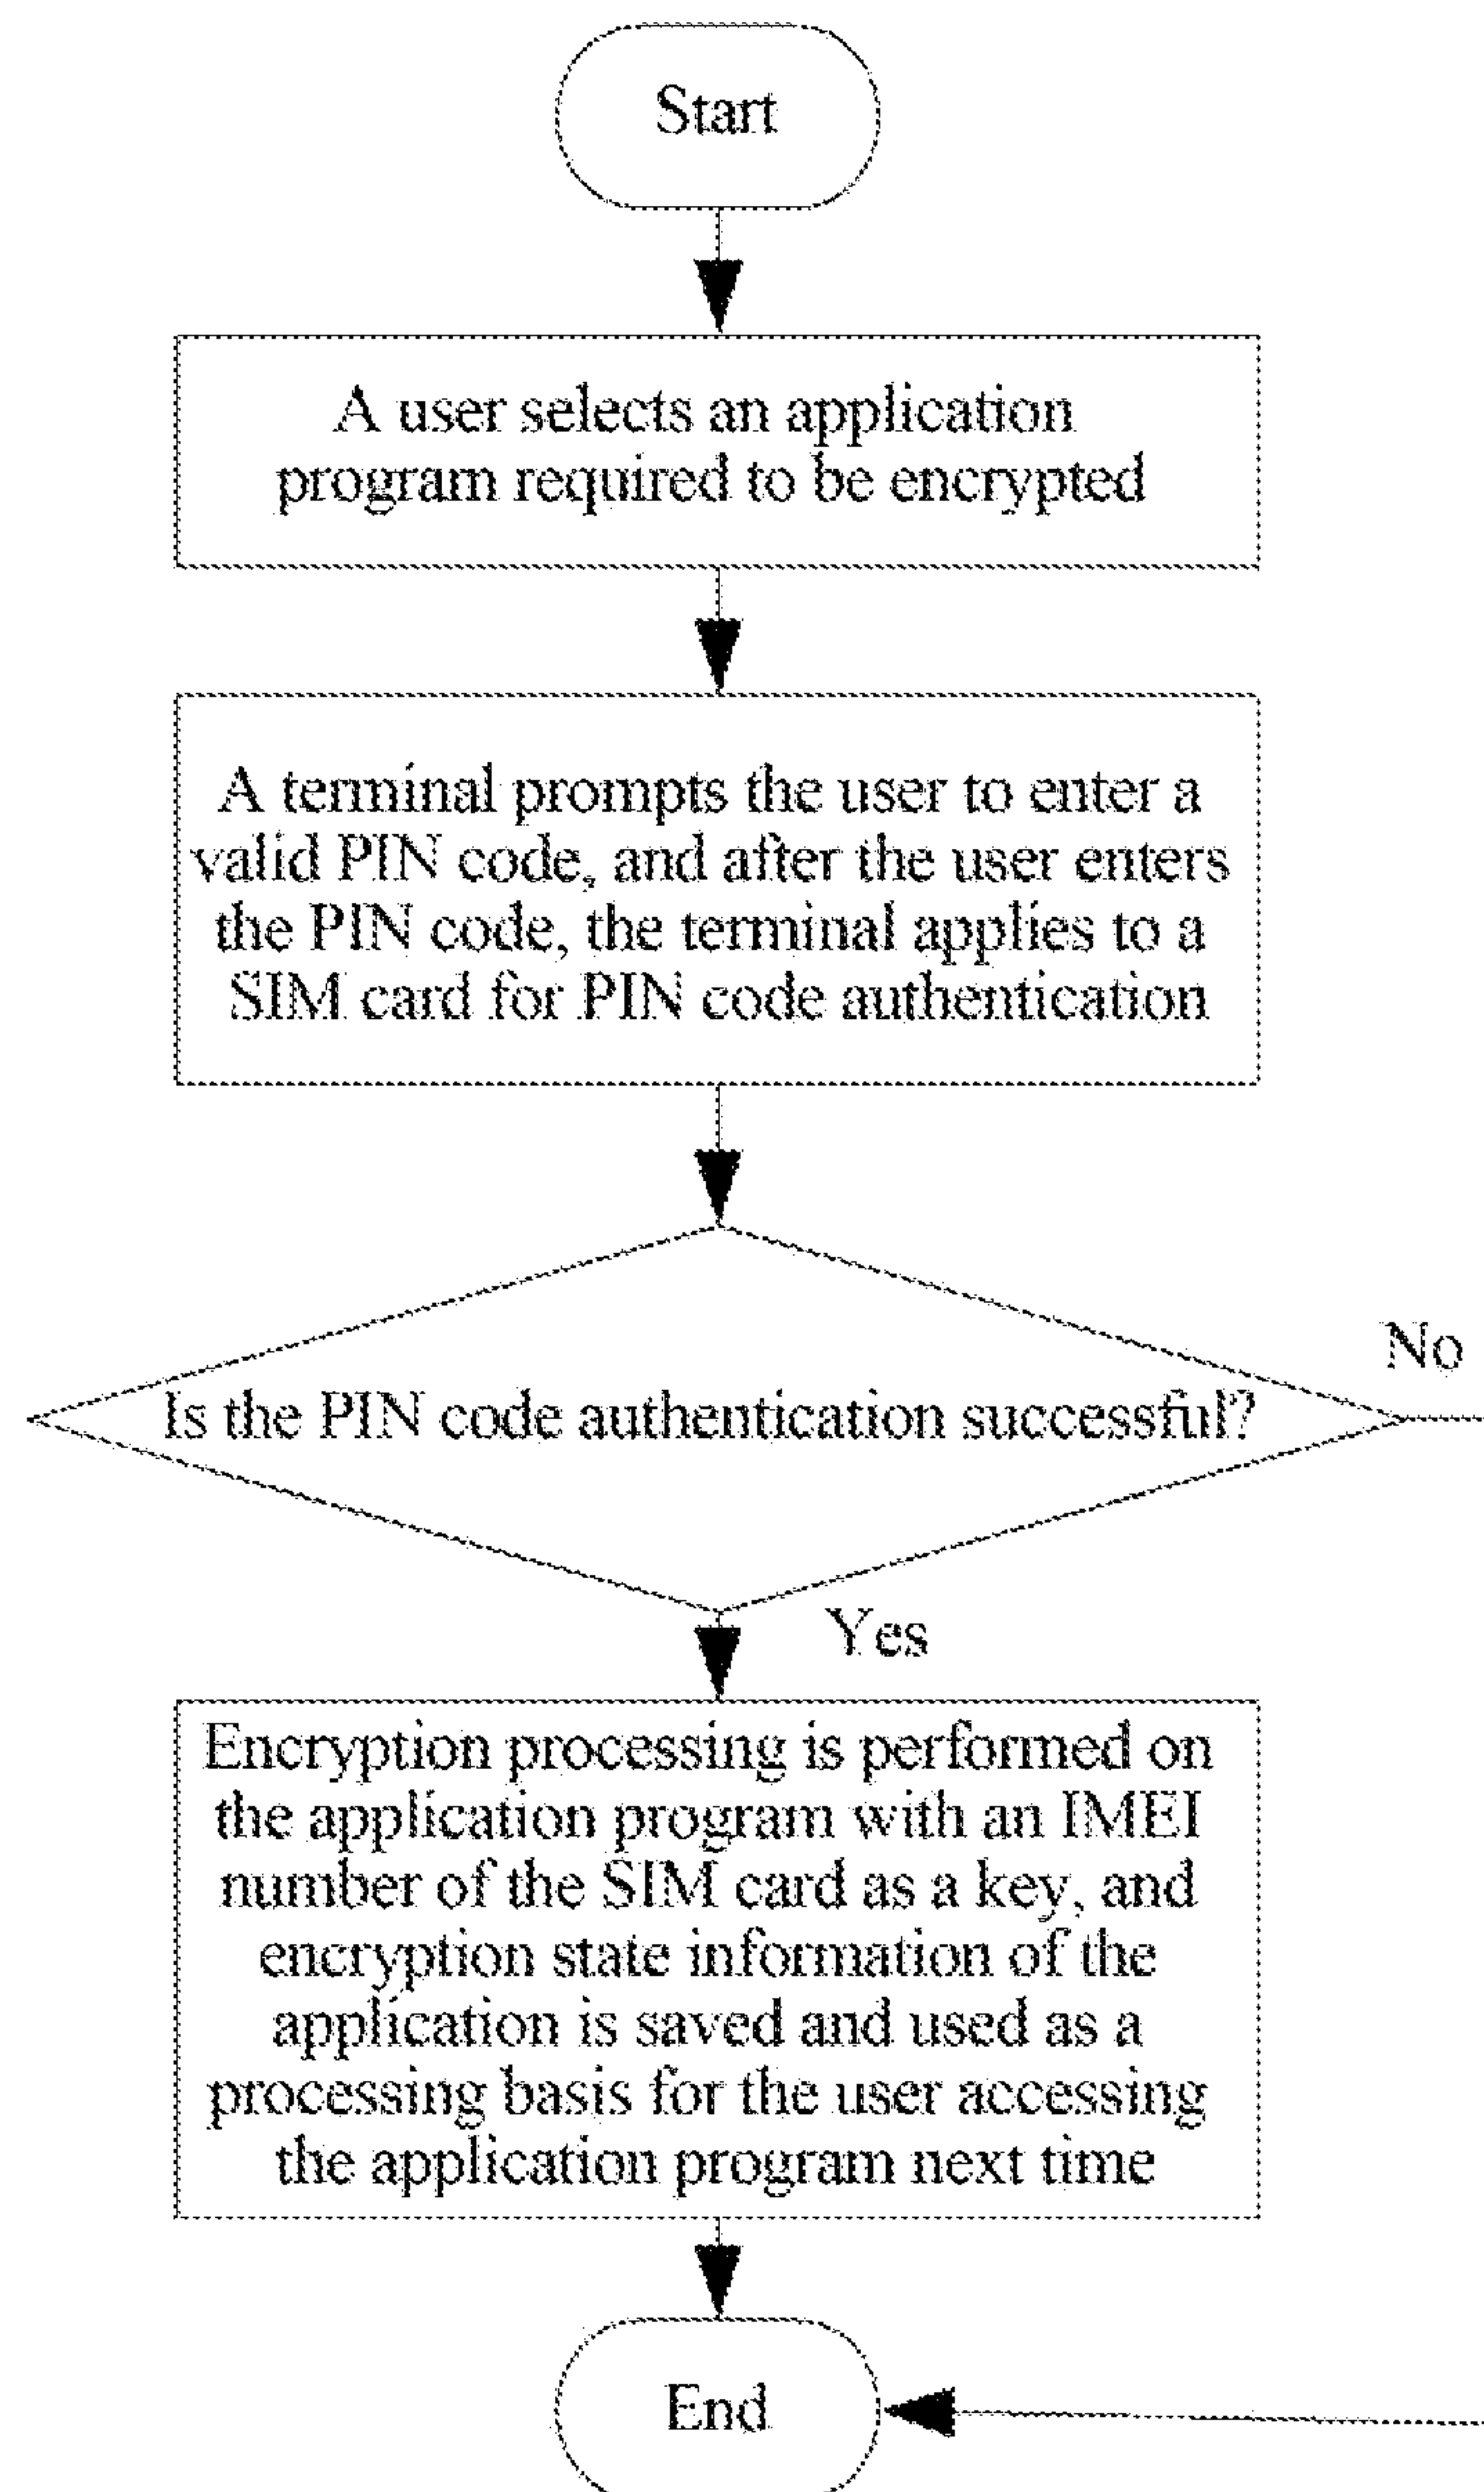 Start
A user selects an application
program required to be encrypted
A terminal prompts the user to enter a
valid PIN code, and after the user enters
the PIN code, the terminal applies to a
SIM card for PIN code authentication
Is the PIN code authentication successful?
No
Yes
Encryption processing is performed on
the application program with an IMEI
number of the SIM card as a key, and
encryption state information of the
application is saved and used as a
processing basis for the user accessing
the application program next time
End